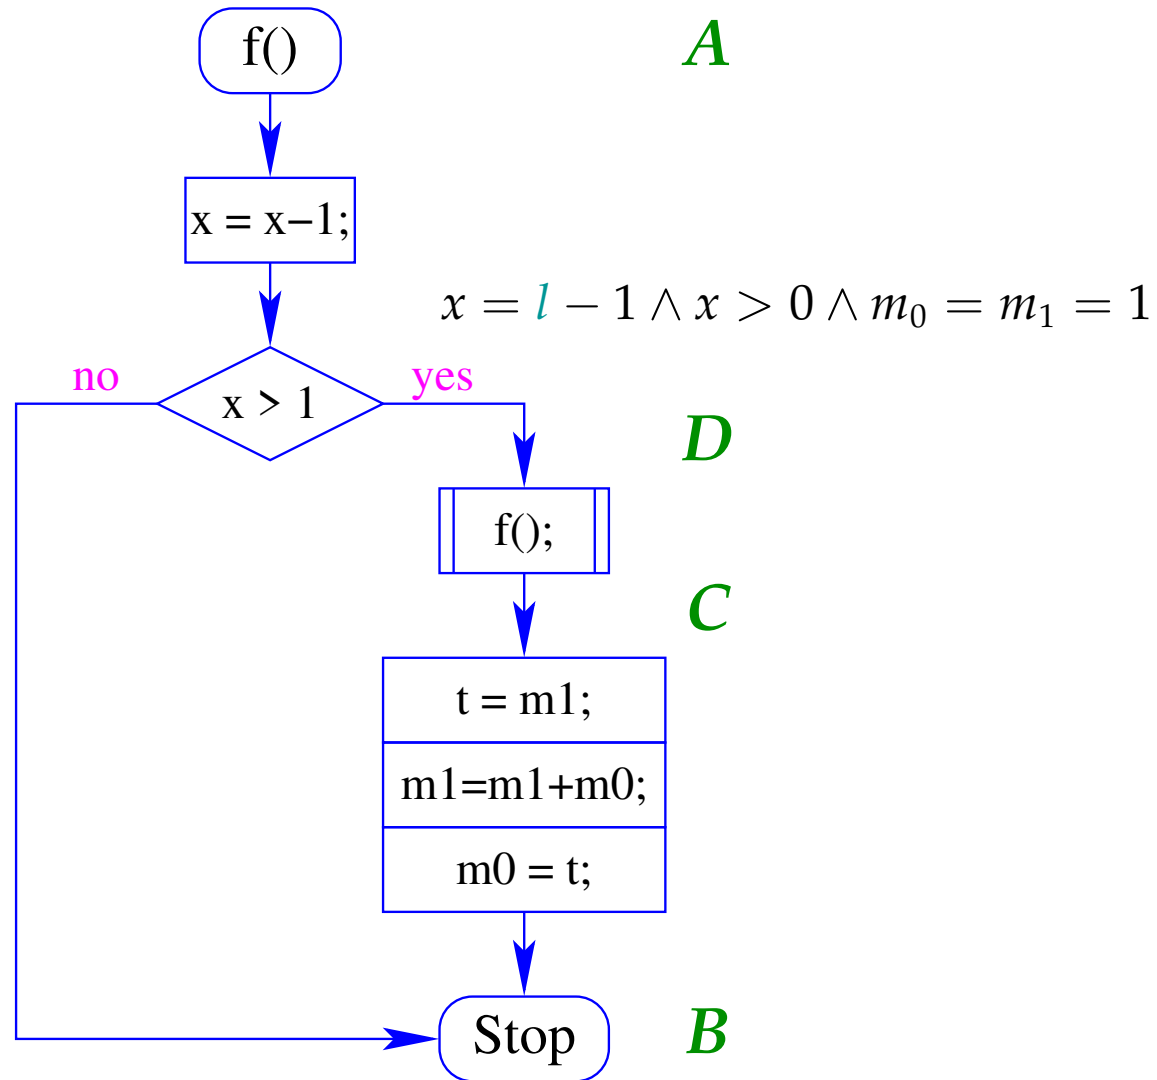 f()
A
x = x−1;
x = l − 1 ∧ x > 0 ∧ m₀ = m₁ = 1
no
yes
x > 1
D
f();
C
t = m1;
m1=m1+m0;
m0 = t;
Stop
B